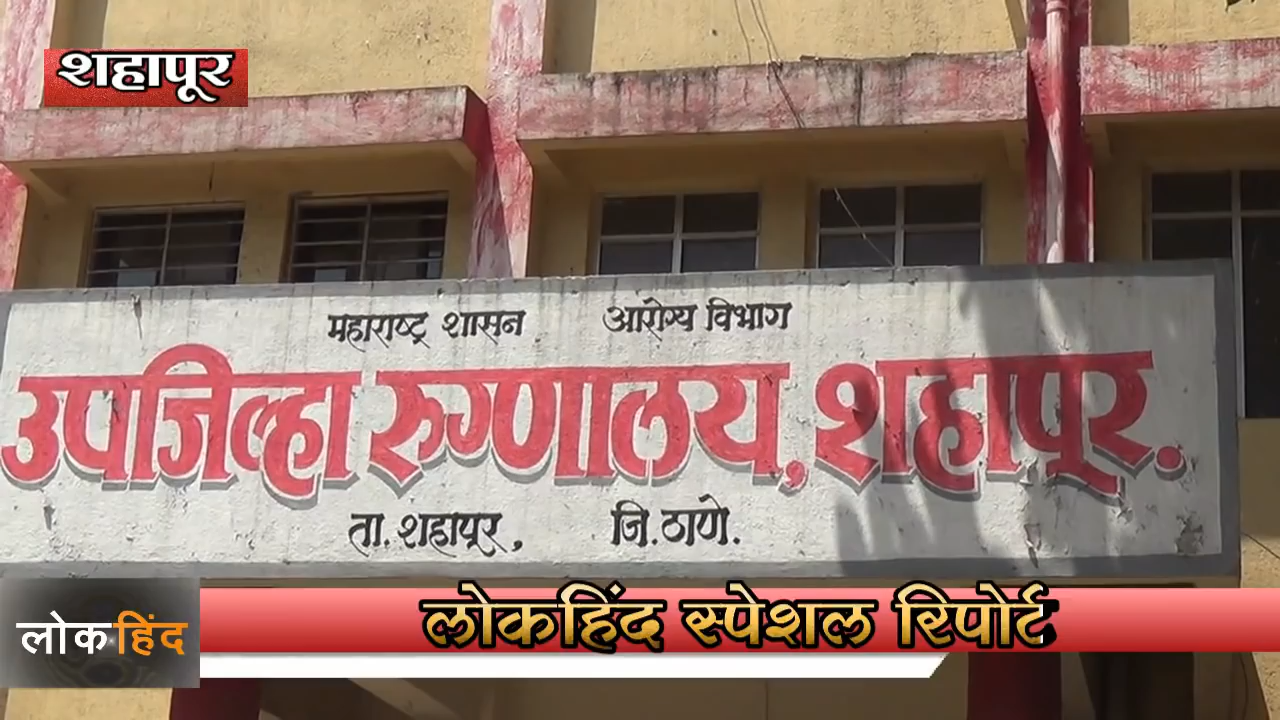 शहापूर
महाराष्ट्र शासन आरोग्य विभाग
उपजिल्हा रुग्णालय, शहापूर.
ता. शहापूर, जि. ठाणे.
लोकहिंद स्पेशल रिपोर्ट
लोकहिंद